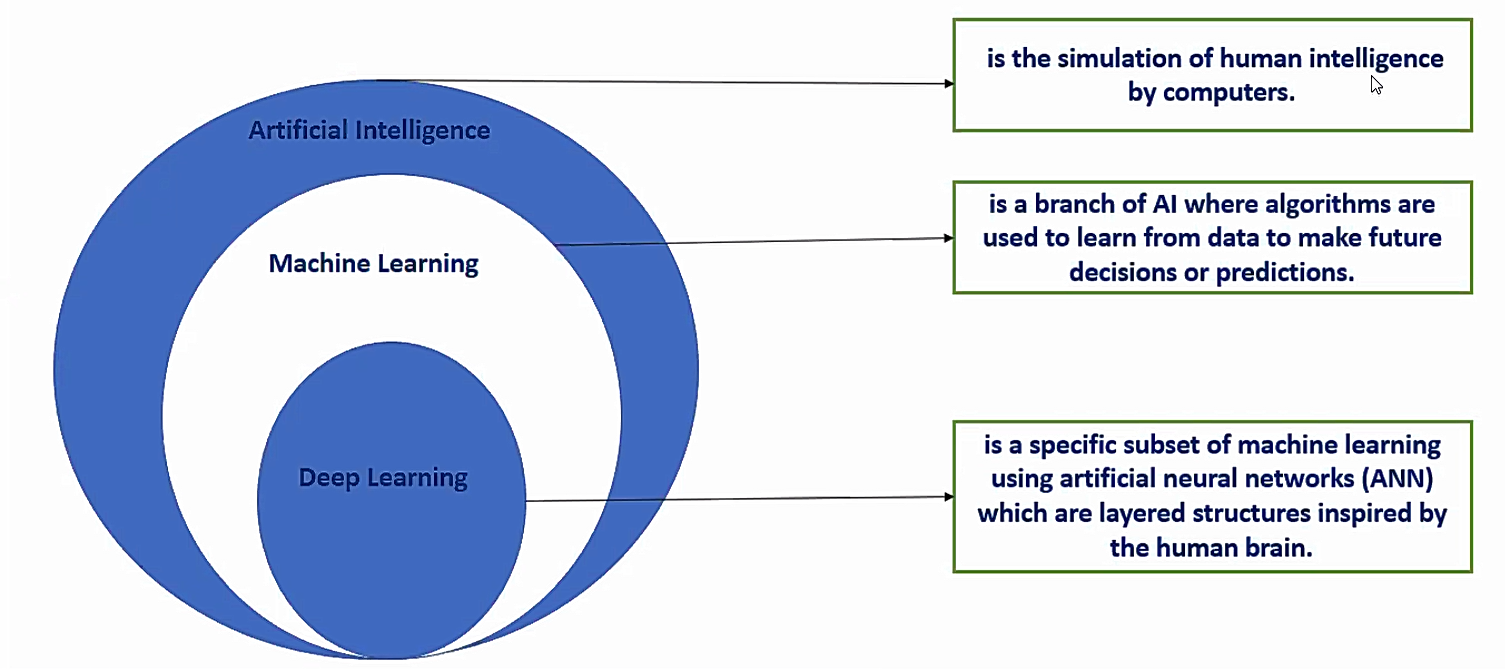 Artificial Intelligence
is the simulation of human intelligence
by computers.
Machine Learning
is a branch of AI where algorithms are
used to learn from data to make future
decisions or predictions.
Deep Learning
is a specific subset of machine learning
using artificial neural networks (ANN)
which are layered structures inspired by
the human brain.